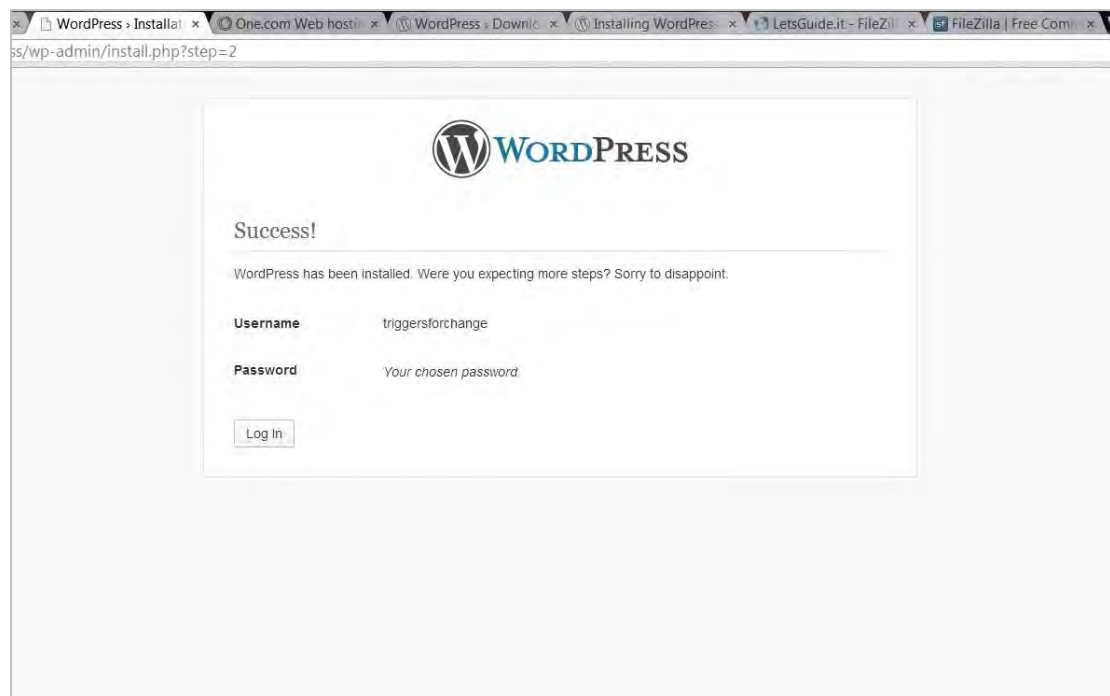 WordPress › Installat
One.com Web hostin
WordPress › Downlo
Installing WordPress
LetsGuide.it - FileZil
FileZilla | Free Comm
ss/wp-admin/install.php?step=2
WORDPRESS
Success!
WordPress has been installed. Were you expecting more steps? Sorry to disappoint.
Username triggersforchange
Password Your chosen password.
Log In